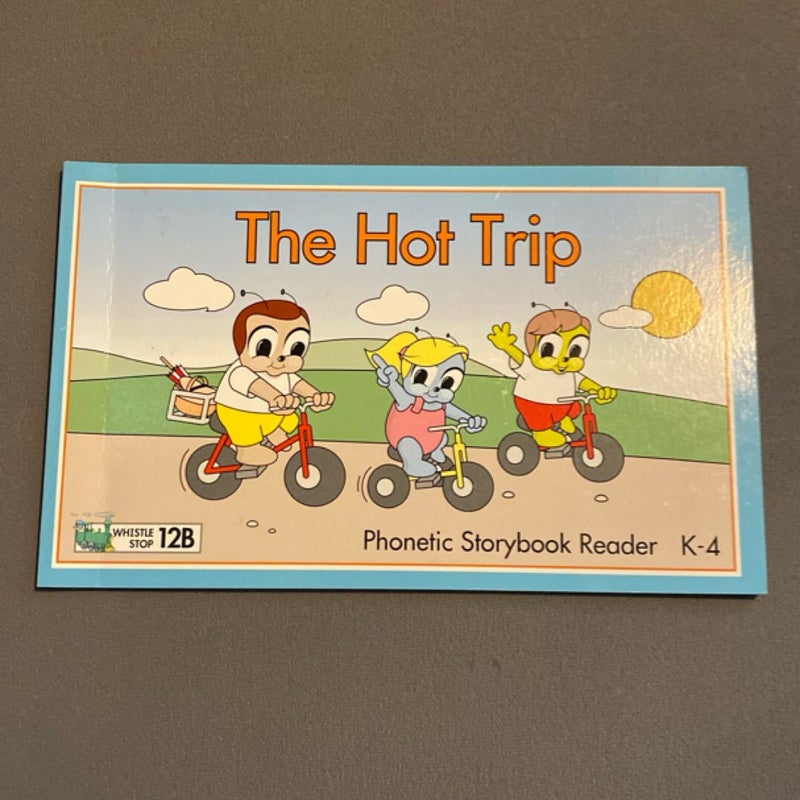 The Hot Trip
WHISTLE
STOP 12B
Phonetic Storybook Reader K-4